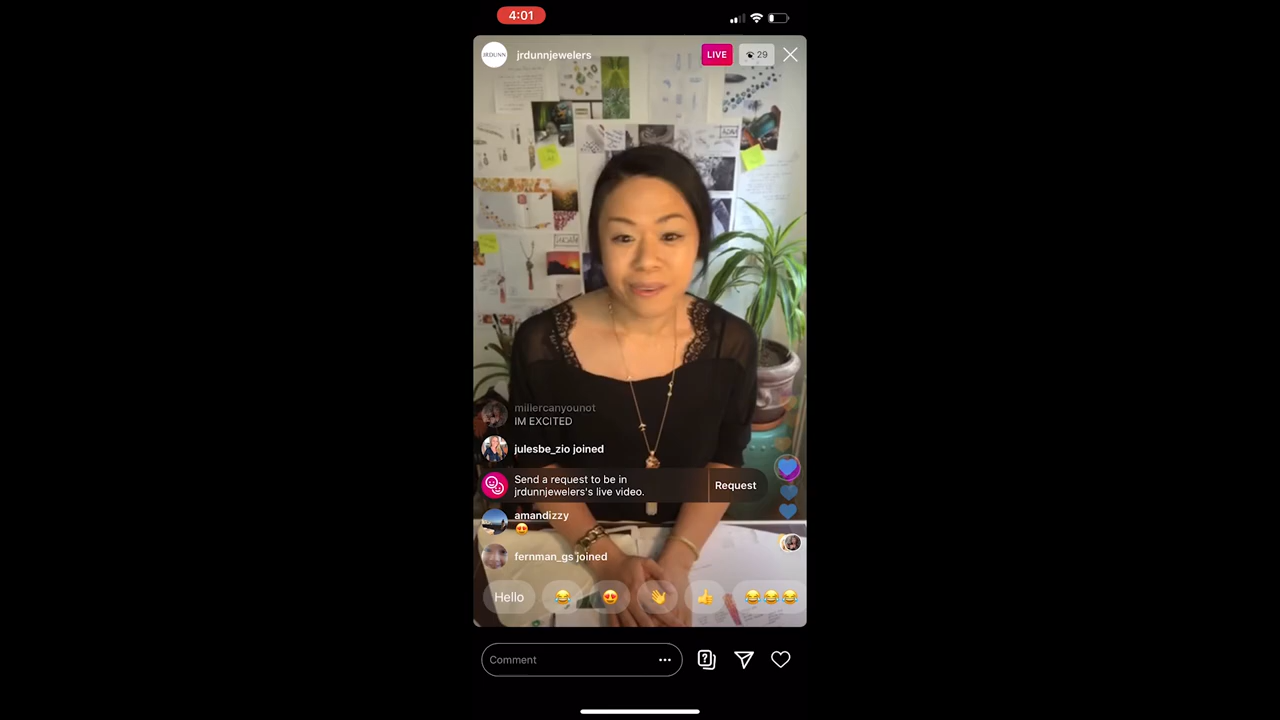 4:01
JRDUNN
jrdunnjewelers
LIVE
29
millercanyounot
IM EXCITED
julesbe_zio joined
Send a request to be in
jrdunnjewelers's live video.
Request
amandizzy
😍
fernman_gs joined
Hello
😂
😍
👋
👍
😂😂😂
Comment